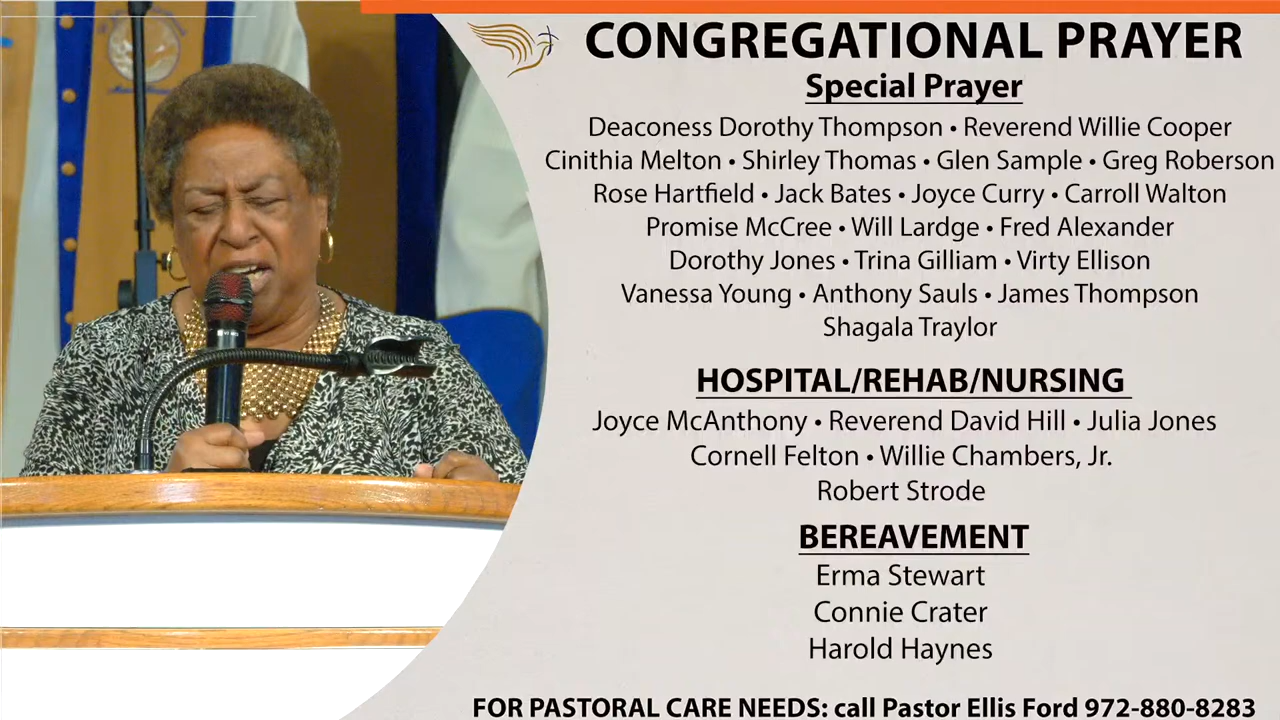 CONGREGATIONAL PRAYER
Special Prayer
Deaconess Dorothy Thompson • Reverend Willie Cooper
Cinithia Melton • Shirley Thomas • Glen Sample • Greg Roberson
Rose Hartfield • Jack Bates • Joyce Curry • Carroll Walton
Promise McCree • Will Lardge • Fred Alexander
Dorothy Jones • Trina Gilliam • Virty Ellison
Vanessa Young • Anthony Sauls • James Thompson
Shagala Traylor
HOSPITAL/REHAB/NURSING
Joyce McAnthony • Reverend David Hill • Julia Jones
Cornell Felton • Willie Chambers, Jr.
Robert Strode
BEREAVEMENT
Erma Stewart
Connie Crater
Harold Haynes
FOR PASTORAL CARE NEEDS: call Pastor Ellis Ford 972-880-8283